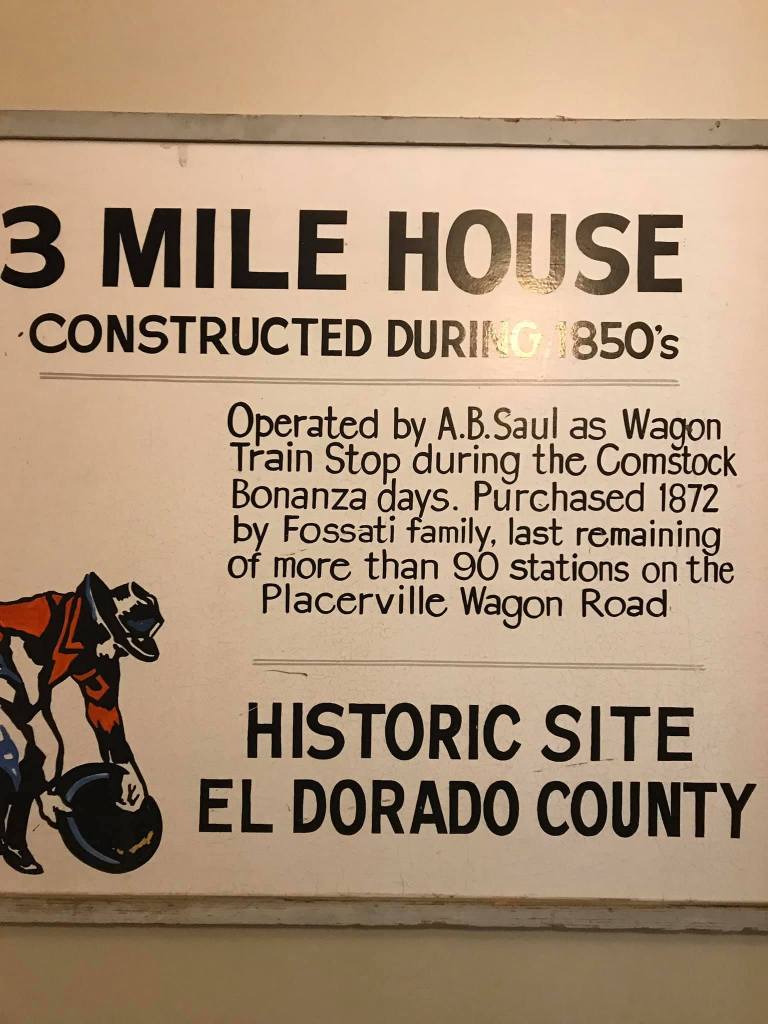 3 MILE HOUSE
CONSTRUCTED DURING 1850's
Operated by A.B.Saul as Wagon
Train Stop during the Comstock
Bonanza days. Purchased 1872
by Fossati family, last remaining
of more than 90 stations on the
Placerville Wagon Road
HISTORIC SITE
EL DORADO COUNTY